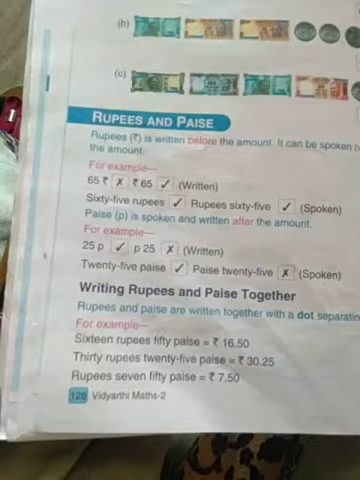 (b)
(c)
RUPEES AND PAISE
Rupees (₹) is written before the amount. It can be spoken
the amount.
For example—
65 ₹ ✗ ₹ 65 ✓ (Written)
Sixty-five rupees ✓ Rupees sixty-five ✓ (Spoken)
Paise (p) is spoken and written after the amount.
For example—
25 p ✓ p 25 ✗ (Written)
Twenty-five paise ✓ Paise twenty-five ✗ (Spoken)
Writing Rupees and Paise Together
Rupees and paise are written together with a dot separatin
For example—
Sixteen rupees fifty paise = ₹ 16.50
Thirty rupees twenty-five paise = ₹ 30.25
Rupees seven fifty paise = ₹ 7.50
128 Vidyarthi Maths-2